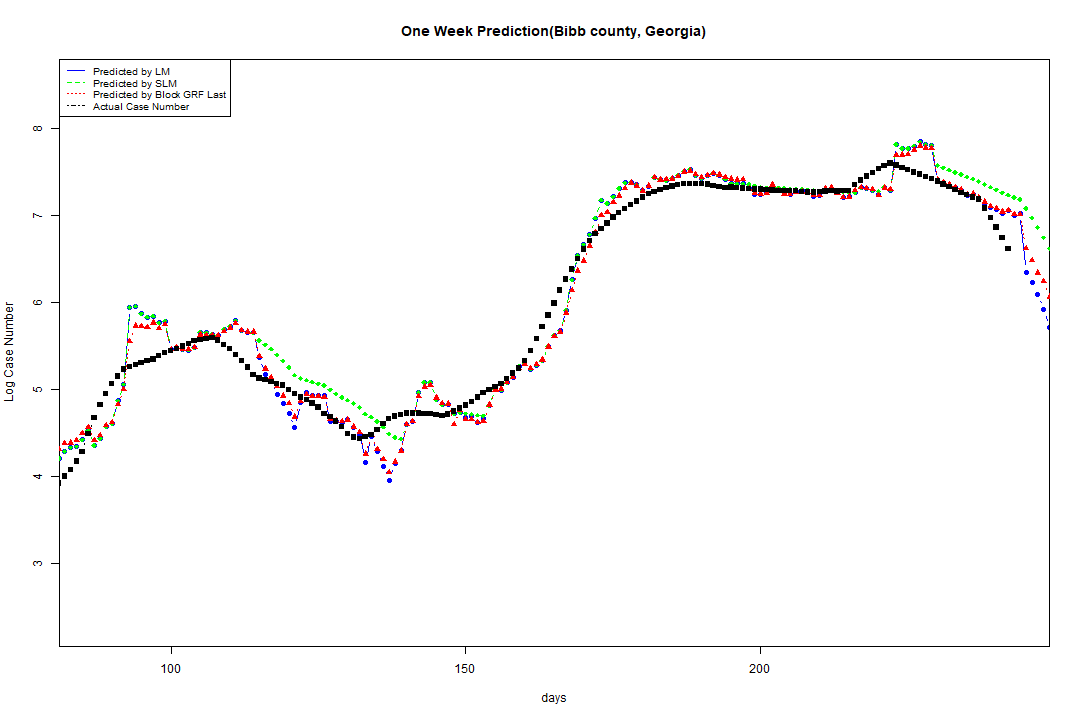 One Week Prediction(Bibb county, Georgia)
Predicted by LM
Predicted by SLM
Predicted by Block GRF Last
Actual Case Number
8
7
6
5
4
3
Log Case Number
100 150 200
days